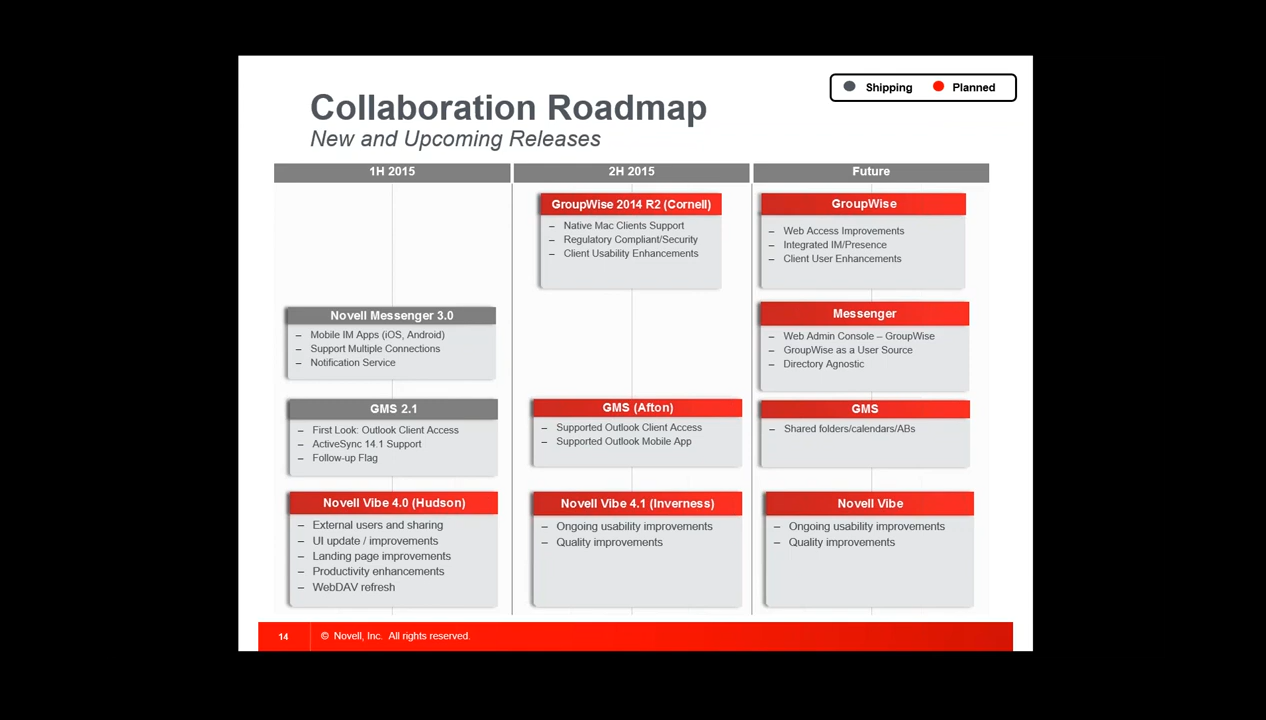 Shipping Planned
Collaboration Roadmap
New and Upcoming Releases
1H 2015 2H 2015 Future
GroupWise 2014 R2 (Cornell)
– Native Mac Clients Support
– Regulatory Compliant/Security
– Client Usability Enhancements
GroupWise
– Web Access Improvements
– Integrated IM/Presence
– Client User Enhancements
Novell Messenger 3.0
– Mobile IM Apps (iOS, Android)
– Support Multiple Connections
– Notification Service
Messenger
– Web Admin Console – GroupWise
– GroupWise as a User Source
– Directory Agnostic
GMS 2.1
– First Look: Outlook Client Access
– ActiveSync 14.1 Support
– Follow-up Flag
GMS (Afton)
– Supported Outlook Client Access
– Supported Outlook Mobile App
GMS
– Shared folders/calendars/ABs
Novell Vibe 4.0 (Hudson)
– External users and sharing
– UI update / improvements
– Landing page improvements
– Productivity enhancements
– WebDAV refresh
Novell Vibe 4.1 (Inverness)
– Ongoing usability improvements
– Quality improvements
Novell Vibe
– Ongoing usability improvements
– Quality improvements
14 © Novell, Inc. All rights reserved.